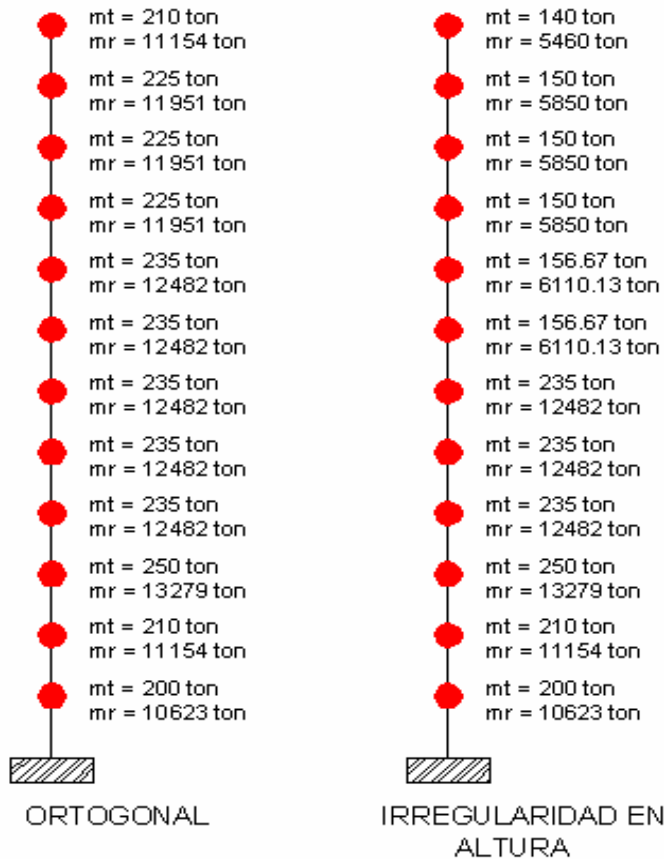 mt = 210 ton
mr = 11154 ton
mt = 225 ton
mr = 11951 ton
mt = 225 ton
mr = 11951 ton
mt = 225 ton
mr = 11951 ton
mt = 235 ton
mr = 12482 ton
mt = 235 ton
mr = 12482 ton
mt = 235 ton
mr = 12482 ton
mt = 235 ton
mr = 12482 ton
mt = 235 ton
mr = 12482 ton
mt = 250 ton
mr = 13279 ton
mt = 210 ton
mr = 11154 ton
mt = 200 ton
mr = 10623 ton
ORTOGONAL
mt = 140 ton
mr = 5460 ton
mt = 150 ton
mr = 5850 ton
mt = 150 ton
mr = 5850 ton
mt = 150 ton
mr = 5850 ton
mt = 156.67 ton
mr = 6110.13 ton
mt = 156.67 ton
mr = 6110.13 ton
mt = 235 ton
mr = 12482 ton
mt = 235 ton
mr = 12482 ton
mt = 235 ton
mr = 12482 ton
mt = 250 ton
mr = 13279 ton
mt = 210 ton
mr = 11154 ton
mt = 200 ton
mr = 10623 ton
IRREGULARIDAD EN
ALTURA